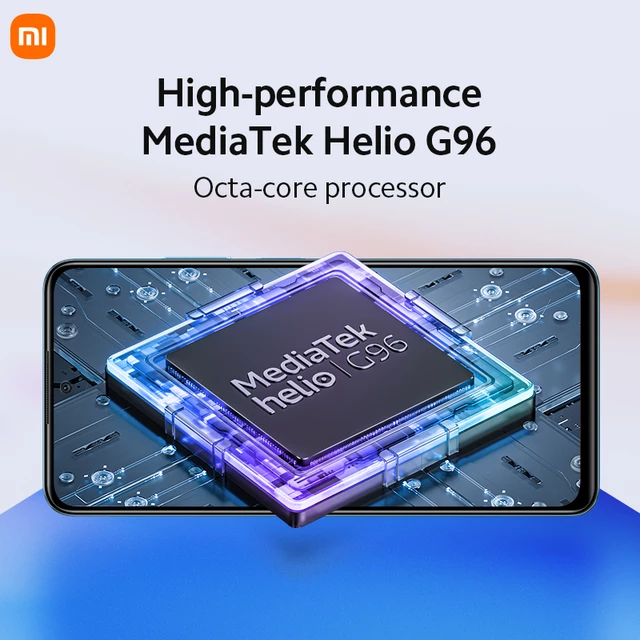 mi
High-performance
MediaTek Helio G96
Octa-core processor
MediaTek
helio | G96